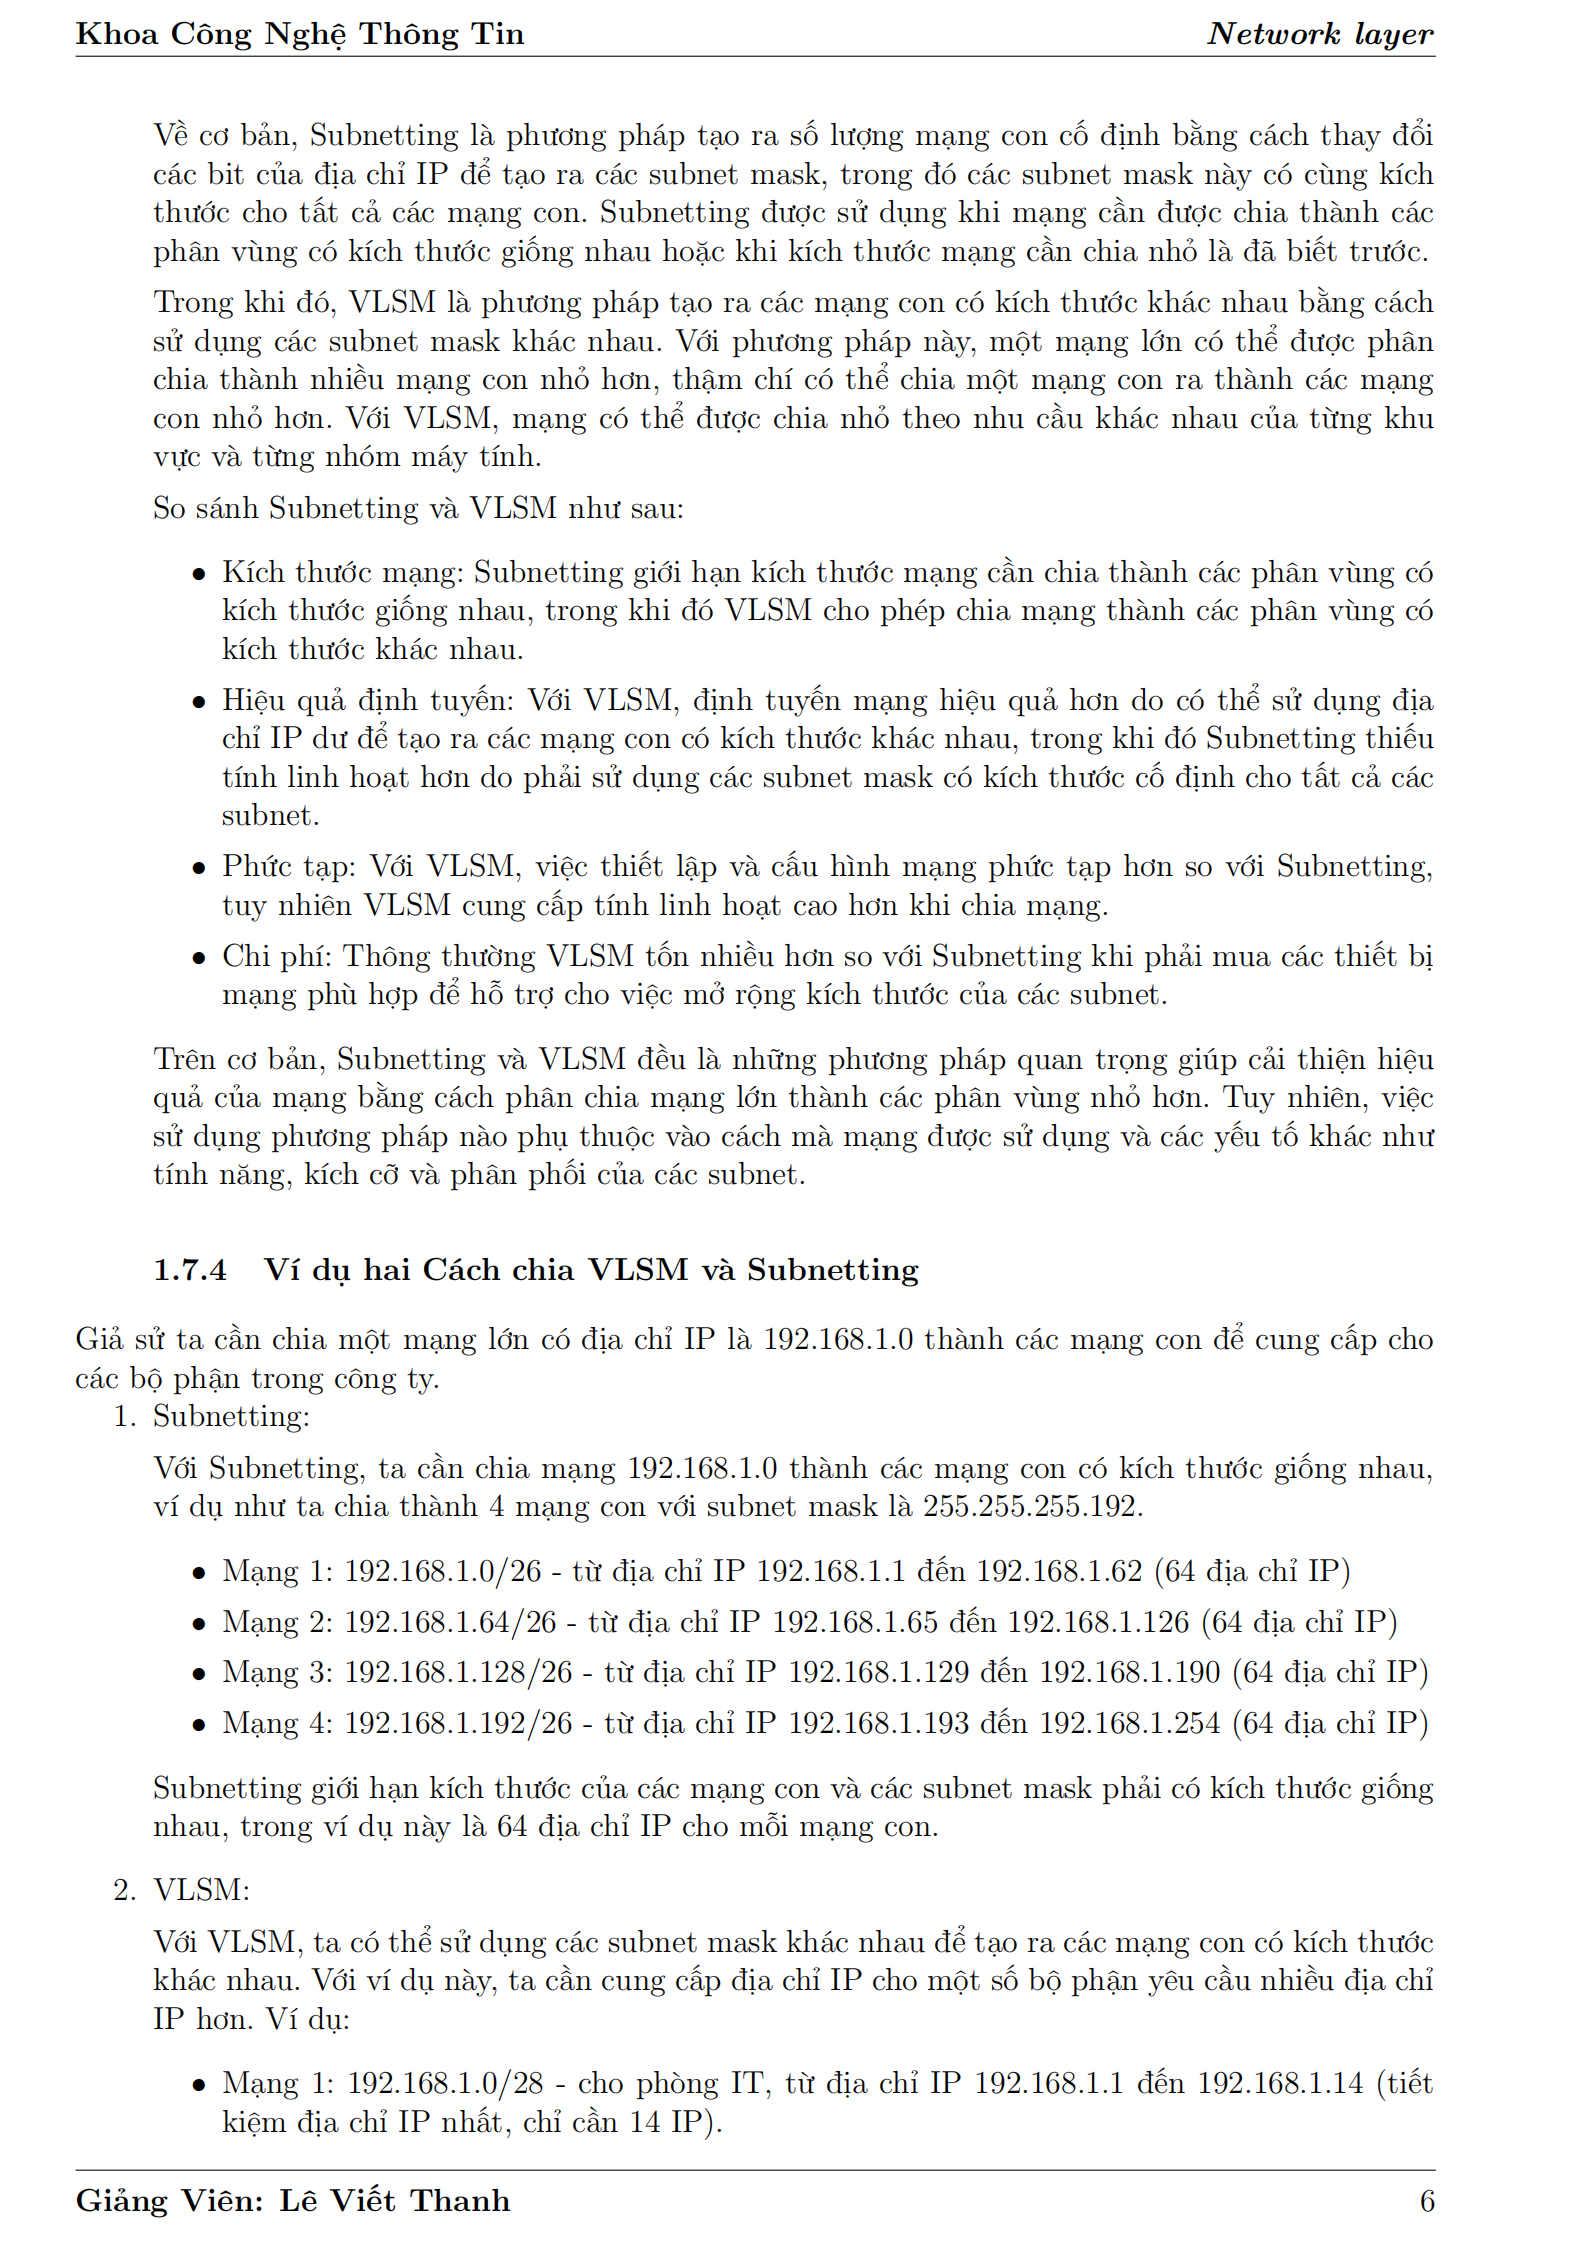 Khoa Công Nghệ Thông Tin Network layer
Về cơ bản, Subnetting là phương pháp tạo ra số lượng mạng con cố định bằng cách thay đổi
các bit của địa chỉ IP để tạo ra các subnet mask, trong đó các subnet mask này có cùng kích
thước cho tất cả các mạng con. Subnetting được sử dụng khi mạng cần được chia thành các
phân vùng có kích thước giống nhau hoặc khi kích thước mạng cần chia nhỏ là đã biết trước.
Trong khi đó, VLSM là phương pháp tạo ra các mạng con có kích thước khác nhau bằng cách
sử dụng các subnet mask khác nhau. Với phương pháp này, một mạng lớn có thể được phân
chia thành nhiều mạng con nhỏ hơn, thậm chí có thể chia một mạng con ra thành các mạng
con nhỏ hơn. Với VLSM, mạng có thể được chia nhỏ theo nhu cầu khác nhau của từng khu
vực và từng nhóm máy tính.
So sánh Subnetting và VLSM như sau:
• Kích thước mạng: Subnetting giới hạn kích thước mạng cần chia thành các phân vùng có
kích thước giống nhau, trong khi đó VLSM cho phép chia mạng thành các phân vùng có
kích thước khác nhau.
• Hiệu quả định tuyến: Với VLSM, định tuyến mạng hiệu quả hơn do có thể sử dụng địa
chỉ IP dư để tạo ra các mạng con có kích thước khác nhau, trong khi đó Subnetting thiếu
tính linh hoạt hơn do phải sử dụng các subnet mask có kích thước cố định cho tất cả các
subnet.
• Phức tạp: Với VLSM, việc thiết lập và cấu hình mạng phức tạp hơn so với Subnetting,
tuy nhiên VLSM cung cấp tính linh hoạt cao hơn khi chia mạng.
• Chi phí: Thông thường VLSM tốn nhiều hơn so với Subnetting khi phải mua các thiết bị
mạng phù hợp để hỗ trợ cho việc mở rộng kích thước của các subnet.
Trên cơ bản, Subnetting và VLSM đều là những phương pháp quan trọng giúp cải thiện hiệu
quả của mạng bằng cách phân chia mạng lớn thành các phân vùng nhỏ hơn. Tuy nhiên, việc
sử dụng phương pháp nào phụ thuộc vào cách mà mạng được sử dụng và các yếu tố khác như
tính năng, kích cỡ và phân phối của các subnet.
1.7.4 Ví dụ hai Cách chia VLSM và Subnetting
Giả sử ta cần chia một mạng lớn có địa chỉ IP là 192.168.1.0 thành các mạng con để cung cấp cho
các bộ phận trong công ty.
1. Subnetting:
Với Subnetting, ta cần chia mạng 192.168.1.0 thành các mạng con có kích thước giống nhau,
ví dụ như ta chia thành 4 mạng con với subnet mask là 255.255.255.192.
• Mạng 1: 192.168.1.0/26 - từ địa chỉ IP 192.168.1.1 đến 192.168.1.62 (64 địa chỉ IP)
• Mạng 2: 192.168.1.64/26 - từ địa chỉ IP 192.168.1.65 đến 192.168.1.126 (64 địa chỉ IP)
• Mạng 3: 192.168.1.128/26 - từ địa chỉ IP 192.168.1.129 đến 192.168.1.190 (64 địa chỉ IP)
• Mạng 4: 192.168.1.192/26 - từ địa chỉ IP 192.168.1.193 đến 192.168.1.254 (64 địa chỉ IP)
Subnetting giới hạn kích thước của các mạng con và các subnet mask phải có kích thước giống
nhau, trong ví dụ này là 64 địa chỉ IP cho mỗi mạng con.
2. VLSM:
Với VLSM, ta có thể sử dụng các subnet mask khác nhau để tạo ra các mạng con có kích thước
khác nhau. Với ví dụ này, ta cần cung cấp địa chỉ IP cho một số bộ phận yêu cầu nhiều địa chỉ
IP hơn. Ví dụ:
• Mạng 1: 192.168.1.0/28 - cho phòng IT, từ địa chỉ IP 192.168.1.1 đến 192.168.1.14 (tiết
kiệm địa chỉ IP nhất, chỉ cần 14 IP).
Giảng Viên: Lê Viết Thanh 6